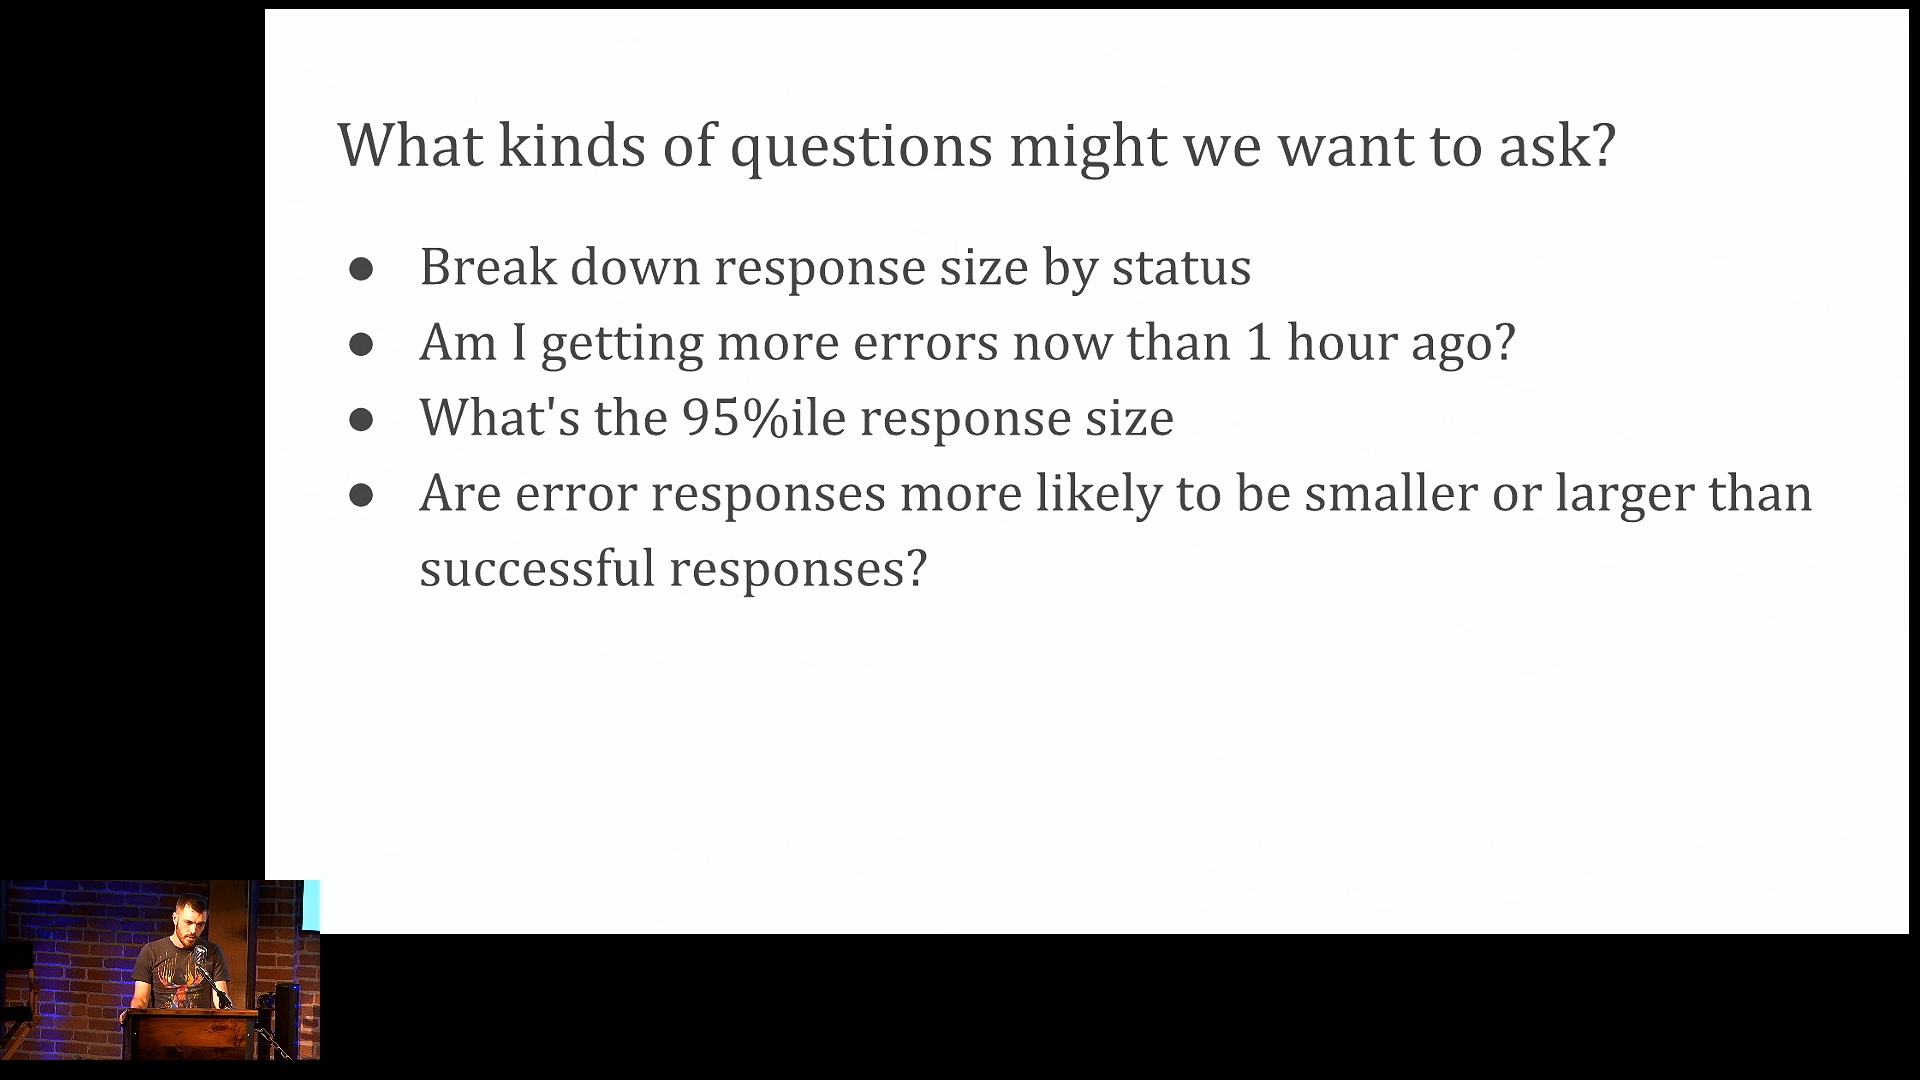 What kinds of questions might we want to ask?
● Break down response size by status
● Am I getting more errors now than 1 hour ago?
● What's the 95%ile response size
● Are error responses more likely to be smaller or larger than
successful responses?